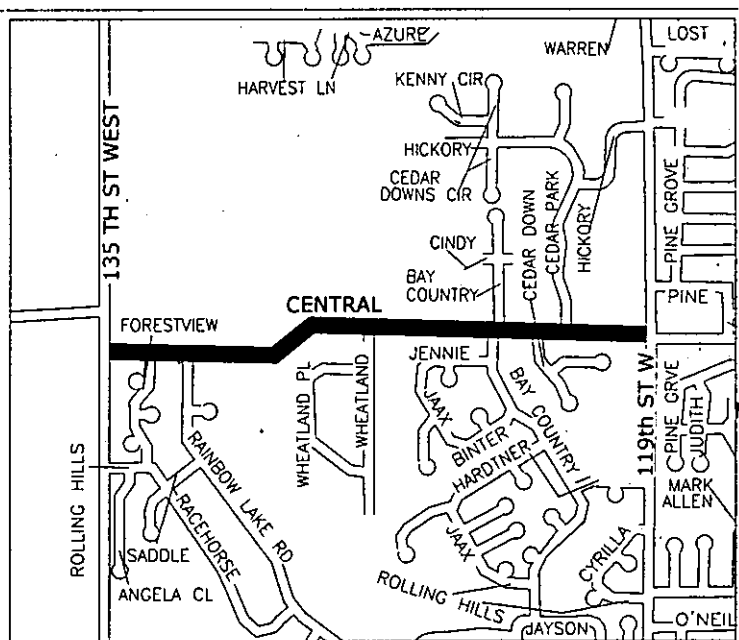 AZURE
WARREN
LOST
HARVEST LN
KENNY CIR
HICKORY
CEDAR
DOWNS CIR
135 TH ST WEST
CINDY
BAY
COUNTRY
CEDAR DOWN
CEDAR PARK
HICKORY
PINE GROVE
PINE
CENTRAL
FORESTVIEW
JENNIE
WHEATLAND PL
WHEATLAND
JAAX
BAY COUNTRY
BINTER
HARDTNER
119th ST W
PINE GRVE
JUDITH
MARK
ALLEN
ROLLING HILLS
RAINBOW LAKE RD
RACEHORSE
SADDLE
ANGELA CL
JAAX
ROLLING HILLS
CYRILLA
JAYSON
O'NEIL